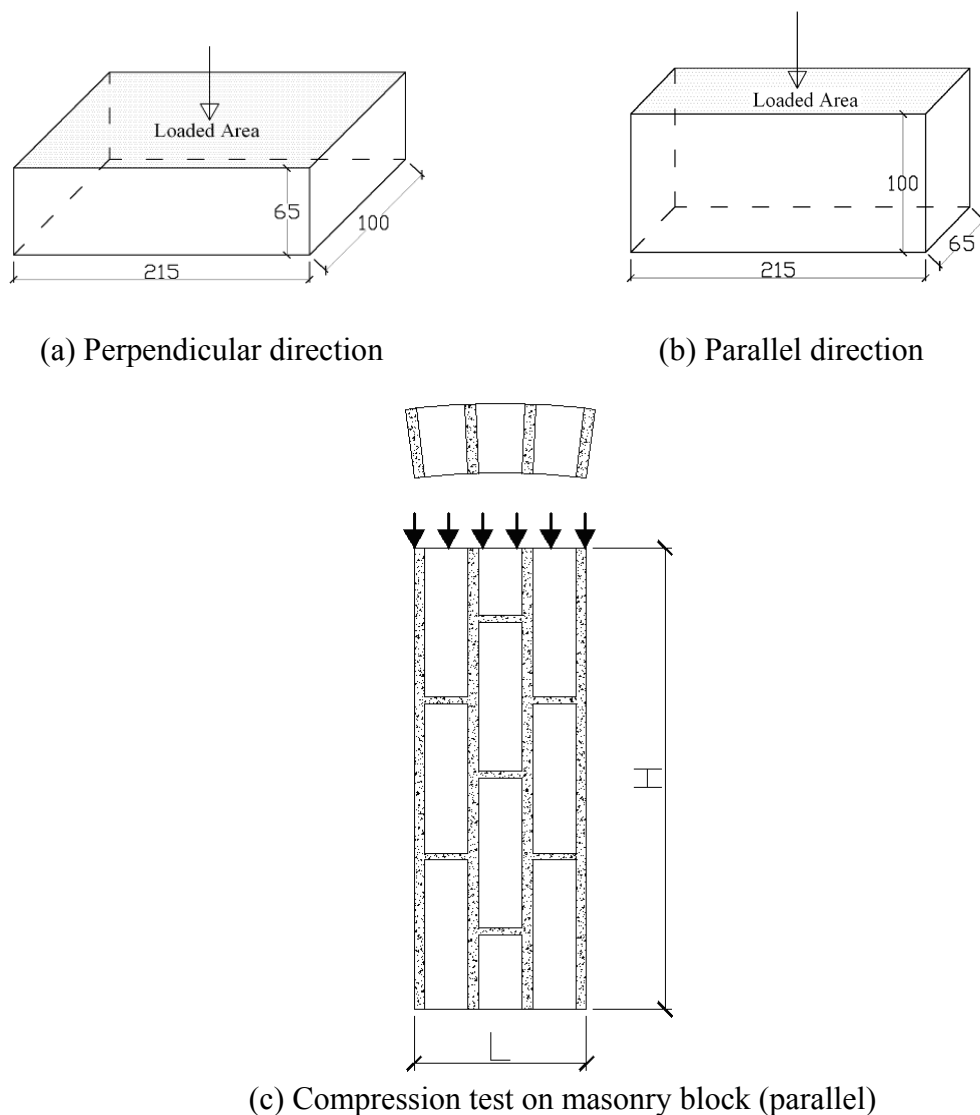 Loaded Area
65
100
215
(a) Perpendicular direction
Loaded Area
100
65
215
(b) Parallel direction
H
L
(c) Compression test on masonry block (parallel)